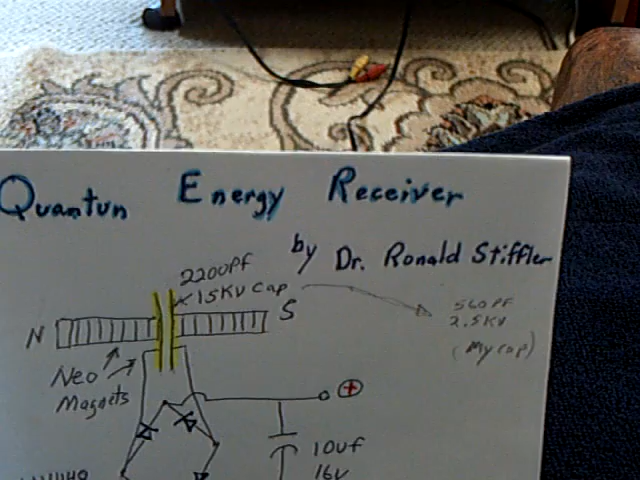 Quantun Energy Receiver
by Dr. Ronald Stiffler
2200PF
15KV Cap
560PF
2.5KV
(My cap)
N
S
Neo
Magnets
+
10uf
16V